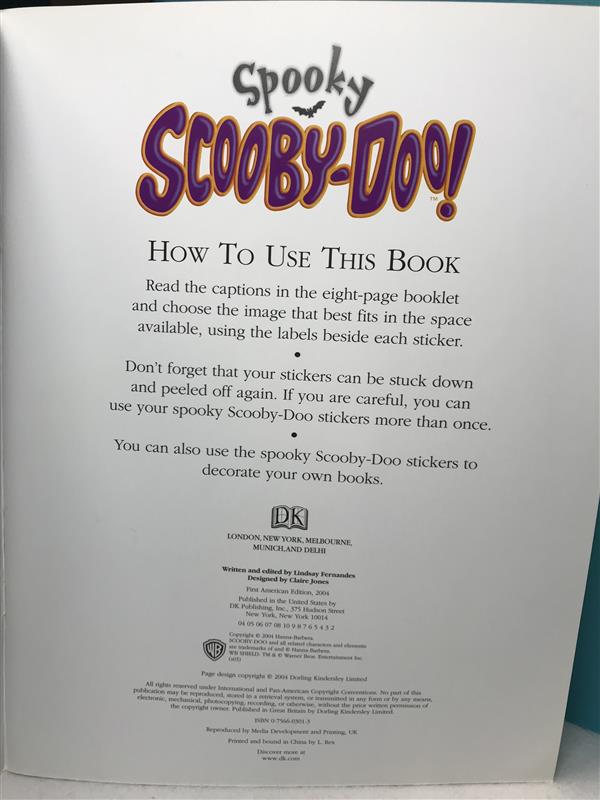 Spooky
SCOOBY-DOO!
TM
HOW TO USE THIS BOOK
Read the captions in the eight-page booklet
and choose the image that best fits in the space
available, using the labels beside each sticker.
•
Don't forget that your stickers can be stuck down
and peeled off again. If you are careful, you can
use your spooky Scooby-Doo stickers more than once.
•
You can also use the spooky Scooby-Doo stickers to
decorate your own books.
DK
LONDON, NEW YORK, MELBOURNE,
MUNICH, AND DELHI
Written and edited by Lindsay Fernandes
Designed by Claire Jones
First American Edition, 2004
Published in the United States by
DK Publishing, Inc., 375 Hudson Street
New York, New York 10014
04 05 06 07 08 10 9 8 7 6 5 4 3 2
WB
Copyright © 2004 Hanna-Barbera.
SCOOBY-DOO and all related characters and elements
are trademarks of and © Hanna-Barbera.
WB SHIELD: TM & © Warner Bros. Entertainment Inc.
(s05)
Page design copyright © 2004 Dorling Kindersley Limited
All rights reserved under International and Pan-American Copyright Conventions. No part of this
publication may be reproduced, stored in a retrieval system, or transmitted in any form or by any means,
electronic, mechanical, photocopying, recording, or otherwise, without the prior written permission of
the copyright owner. Published in Great Britain by Dorling Kindersley Limited.
ISBN 0-7566-0301-3
Reproduced by Media Development and Printing, UK
Printed and bound in China by L. Rex
Discover more at
www.dk.com